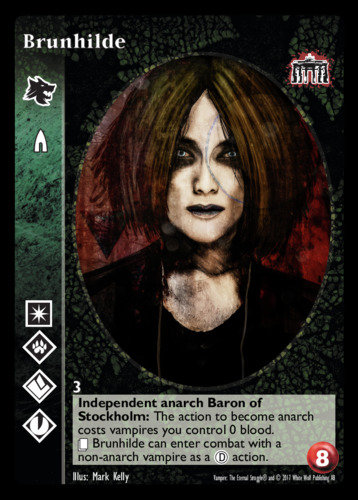 Brunhilde
3
Independent anarch Baron of
Stockholm: The action to become anarch
costs vampires you control 0 blood.
Brunhilde can enter combat with a
non-anarch vampire as a D action.
8
Illus: Mark Kelly
Vampire: The Eternal Struggle® and © 2017 White Wolf Publishing AB